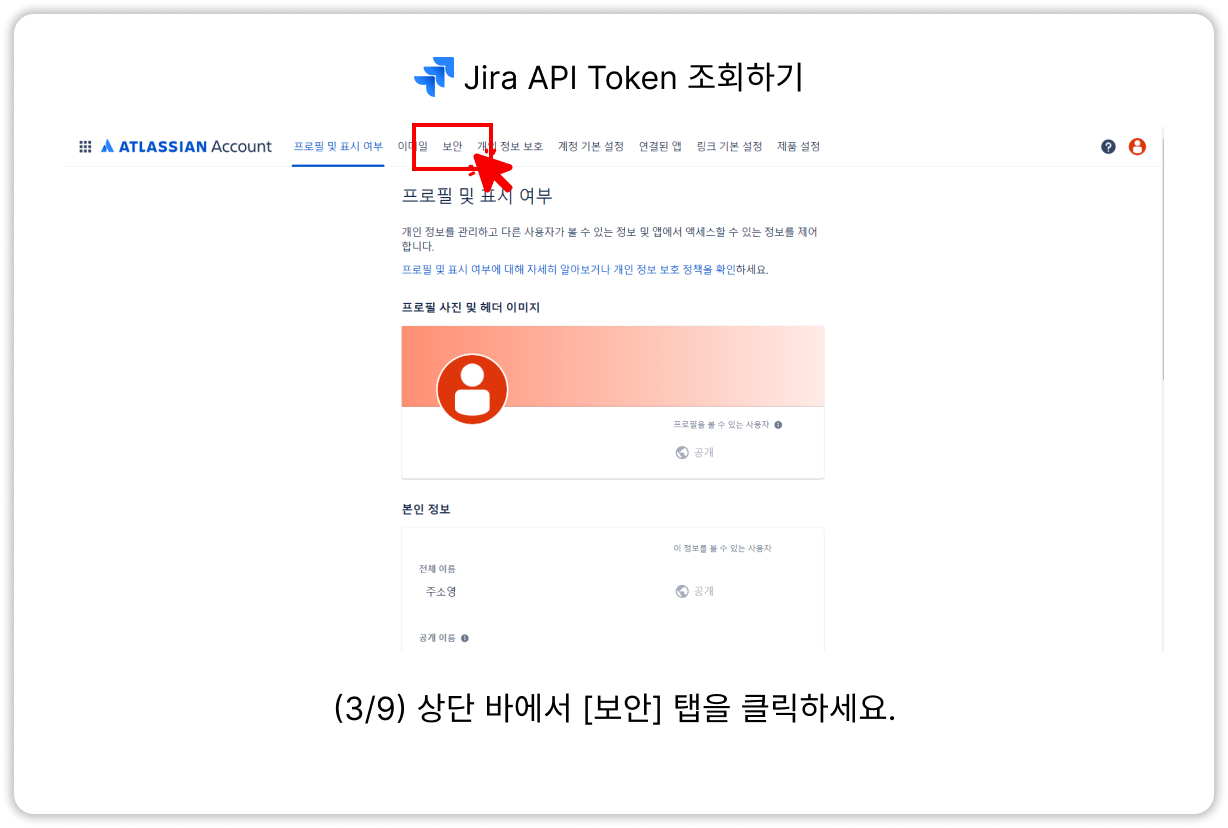 Jira API Token 조회하기
ATLASSIAN Account 프로필 및 표시 여부 이메일 보안 개인 정보 보호 계정 기본 설정 연결된 앱 링크 기본 설정 제품 설정
프로필 및 표시 여부
개인 정보를 관리하고 다른 사용자가 볼 수 있는 정보 및 앱에서 액세스할 수 있는 정보를 제어
합니다.
프로필 및 표시 여부에 대해 자세히 알아보거나 개인 정보 보호 정책을 확인하세요.
프로필 사진 및 헤더 이미지
프로필을 볼 수 있는 사용자
공개
본인 정보
이 정보를 볼 수 있는 사용자
전체 이름
주소영
공개
공개 이름
(3/9) 상단 바에서 [보안] 탭을 클릭하세요.